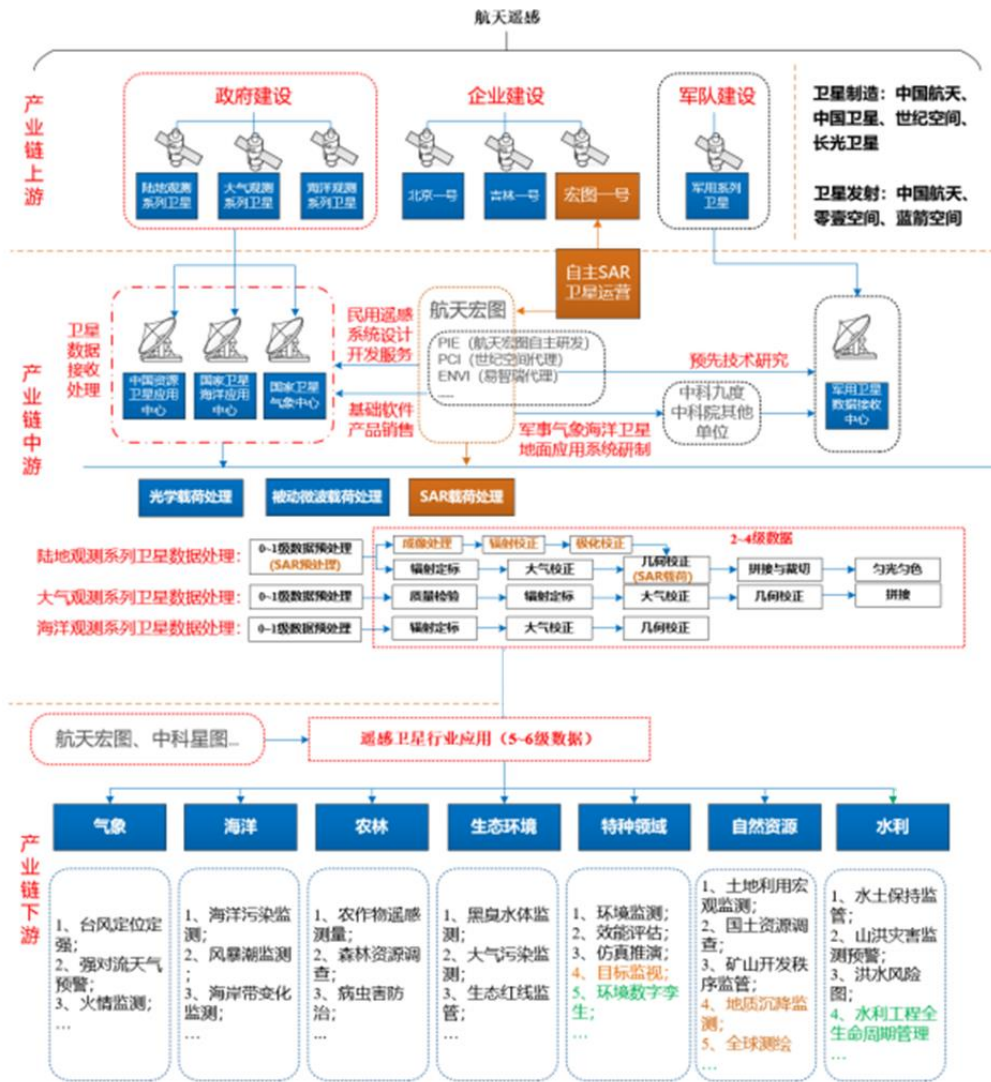 航天遥感
产业链上游
政府建设
企业建设
军队建设
陆地观测
系列卫星
大气观测
系列卫星
海洋观测
系列卫星
北京一号
吉林一号
宏图一号
军用系列
卫星
卫星制造：中国航天、
中国卫星、世纪空间、
长光卫星
卫星发射：中国航天、
零壹空间、蓝箭空间
自主SAR
卫星运营
产业链中游
卫星
数据
接收
处理
中国资源
卫星应用
中心
国家卫星
海洋应用
中心
国家卫星
气象中心
民用遥感
系统设计
开发服务
基础软件
产品销售
航天宏图
PIE（航天宏图自主研发）
PCI（世纪空间代理）
ENVI（易智瑞代理）
......
预先技术研究
中科九度
中科院其他
单位
军事气象海洋卫星
地面应用系统研制
军用卫星
数据接收
中心
光学载荷处理
被动微波载荷处理
SAR载荷处理
2~4级数据
陆地观测系列卫星数据处理：
0~1级数据预处理
(SAR预处理)
成像处理
辐射校正
极化校正
辐射定标
大气校正
几何校正
(SAR载荷)
拼接与裁切
匀光匀色
大气观测系列卫星数据处理：
0~1级数据预处理
质量检验
辐射定标
大气校正
几何校正
拼接
海洋观测系列卫星数据处理：
0~1级数据预处理
辐射定标
大气校正
几何校正
航天宏图、中科星图...
遥感卫星行业应用（5~6级数据）
产业链下游
气象
海洋
农林
生态环境
特种领域
自然资源
水利
1、台风定位定
强；
2、强对流天气
预警；
3、火情监测；
…
1、海洋污染监
测；
2、风暴潮监测；
3、海岸带变化
监测；
…
1、农作物遥感
测量；
2、森林资源调
查；
3、病虫害防
治；
...
1、黑臭水体监
测；
2、大气污染监
测；
3、生态红线监
管；
…
1、环境监测；
2、效能评估；
3、仿真推演；
4、目标监视；
5、环境数字孪
生；
…
1、土地利用宏
观监测；
2、国土资源调
查；
3、矿山开发秩
序监管；
4、地质沉降监
测；
5、全球测绘
…
1、水土保持监
管；
2、山洪灾害监
测预警；
3、洪水风险
图；
4、水利工程全
生命周期管理
…